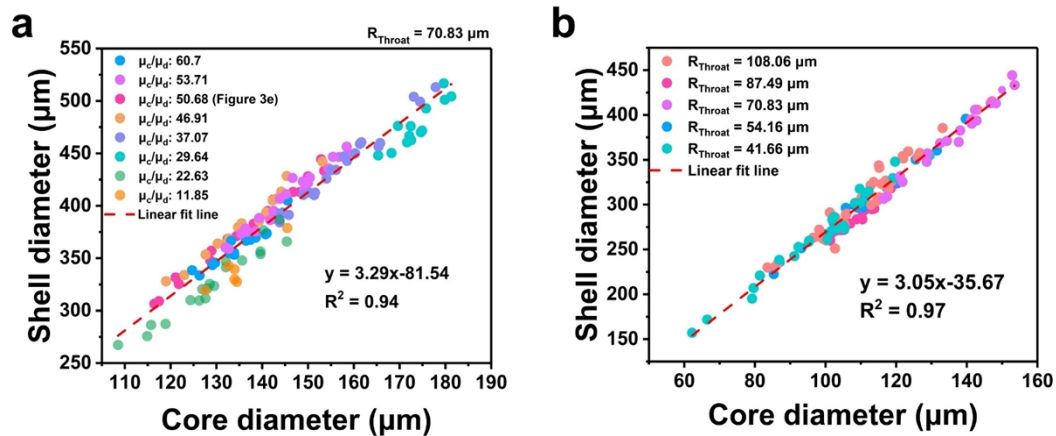 a
R_Throat = 70.83 µm
Shell diameter (µm)
550
500
450
400
350
300
250
µc/µd: 60.7
µc/µd: 53.71
µc/µd: 50.68 (Figure 3e)
µc/µd: 46.91
µc/µd: 37.07
µc/µd: 29.64
µc/µd: 22.63
µc/µd: 11.85
Linear fit line
y = 3.29x-81.54
R² = 0.94
110 120 130 140 150 160 170 180 190
Core diameter (µm)
b
Shell diameter (µm)
450
400
350
300
250
200
150
R_Throat = 108.06 µm
R_Throat = 87.49 µm
R_Throat = 70.83 µm
R_Throat = 54.16 µm
R_Throat = 41.66 µm
Linear fit line
y = 3.05x-35.67
R² = 0.97
60 80 100 120 140 160
Core diameter (µm)